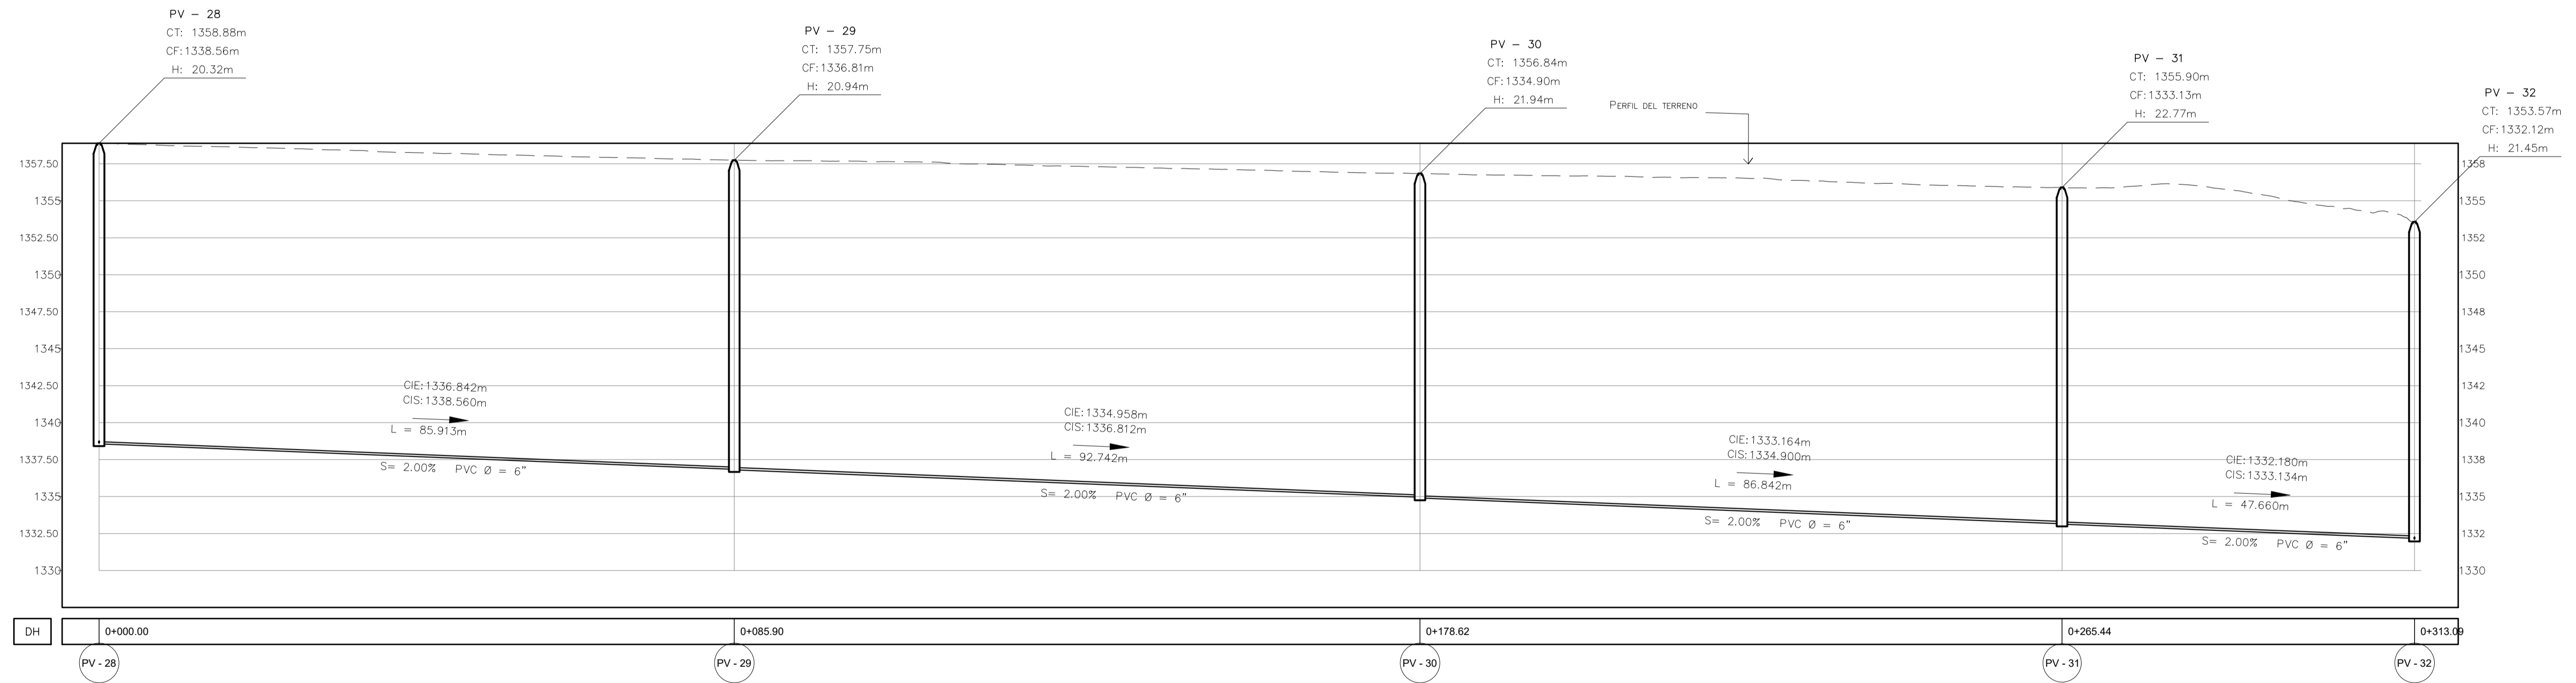 PV - 28
CT: 1358.88m
CF:1338.56m
H: 20.32m
PV - 29
CT: 1357.75m
CF:1336.81m
H: 20.94m
PV - 30
CT: 1356.84m
CF:1334.90m
H: 21.94m
PERFIL DEL TERRENO
PV - 31
CT: 1355.90m
CF:1333.13m
H: 22.77m
PV - 32
CT: 1353.57m
CF:1332.12m
H: 21.45m
1357.50
1355
1352.50
1350
1347.50
1345
1342.50
1340
1337.50
1335
1332.50
1330
CIE:1336.842m
CIS:1338.560m
L = 85.913m
S= 2.00% PVC Ø = 6"
CIE:1334.958m
CIS:1336.812m
L = 92.742m
S= 2.00% PVC Ø = 6"
CIE:1333.164m
CIS:1334.900m
L = 86.842m
S= 2.00% PVC Ø = 6"
CIE:1332.180m
CIS:1333.134m
L = 47.660m
S= 2.00% PVC Ø = 6"
1358
1355
1352
1350
1348
1345
1342
1340
1338
1335
1332
1330
DH
0+000.00
0+085.90
0+178.62
0+265.44
0+313.09
PV - 28
PV - 29
PV - 30
PV - 31
PV - 32